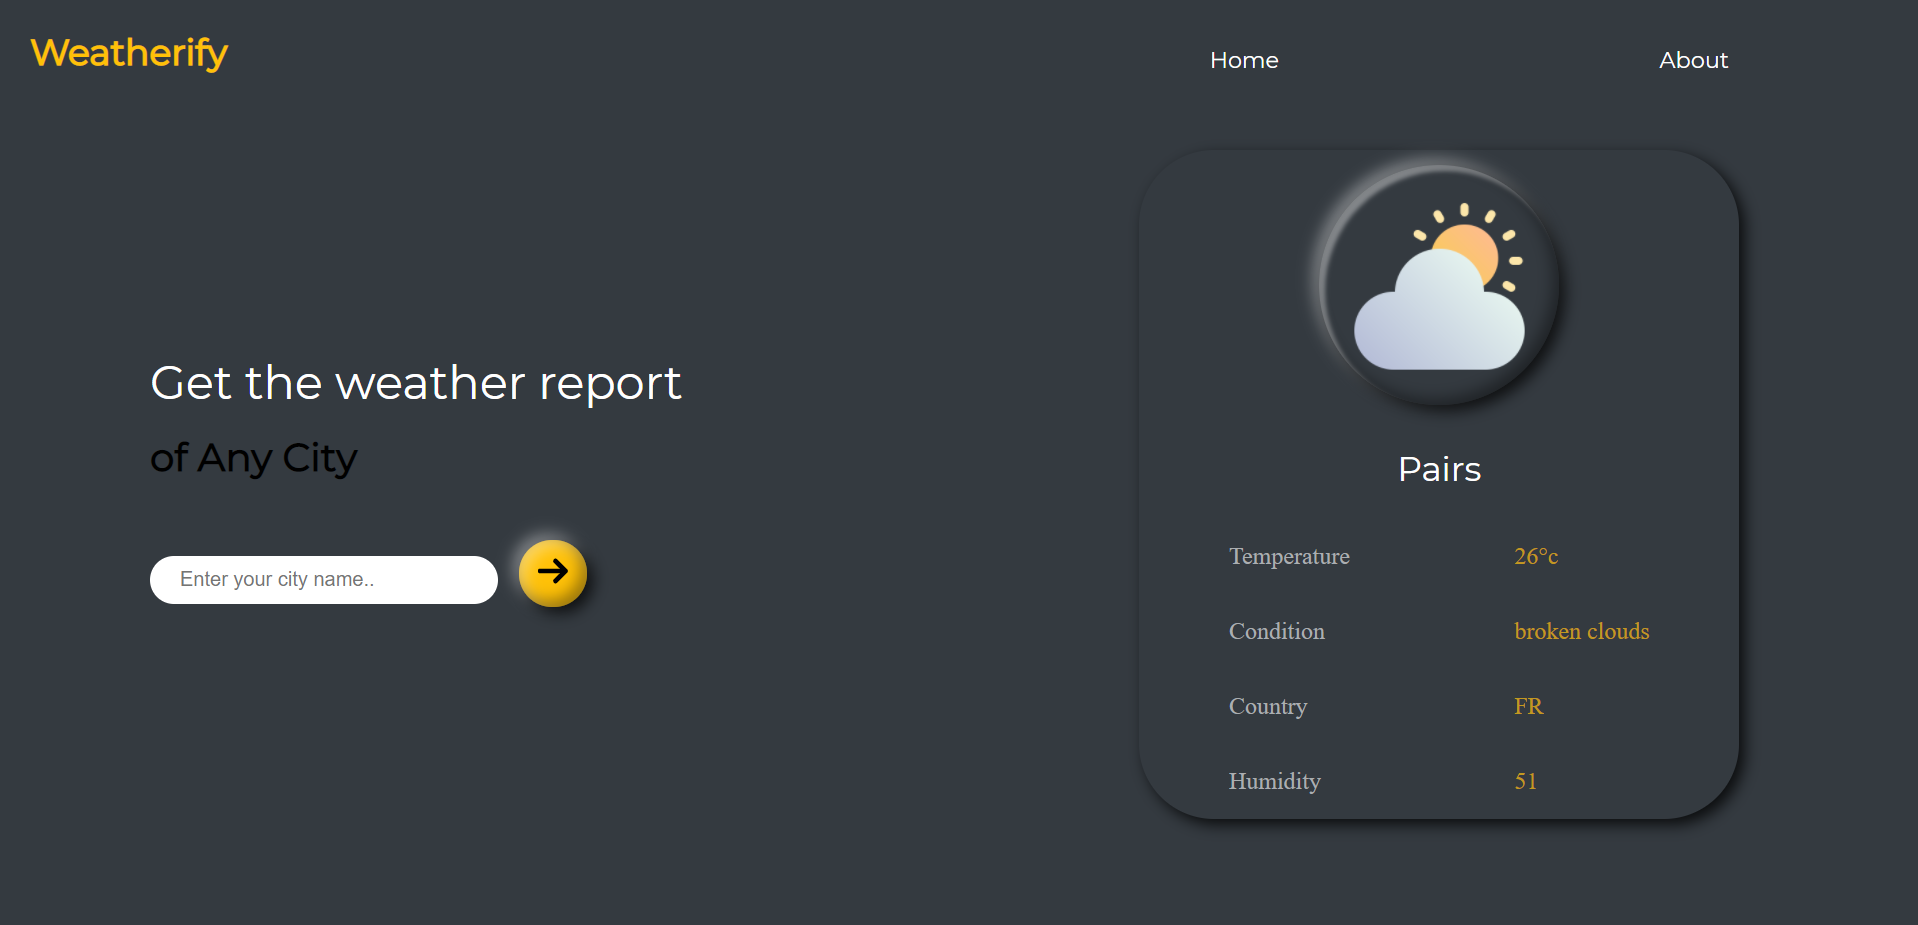 Weatherify
Home
About
Get the weather report
of Any City
Enter your city name..
Pairs
Temperature 26°c
Condition broken clouds
Country FR
Humidity 51